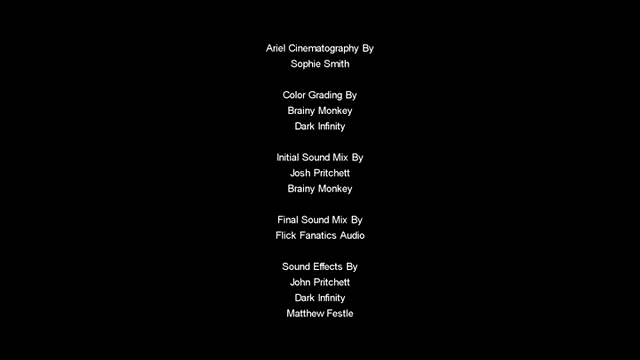 Ariel Cinematography By
Sophie Smith
Color Grading By
Brainy Monkey
Dark Infinity
Initial Sound Mix By
Josh Pritchett
Brainy Monkey
Final Sound Mix By
Flick Fanatics Audio
Sound Effects By
John Pritchett
Dark Infinity
Matthew Festle